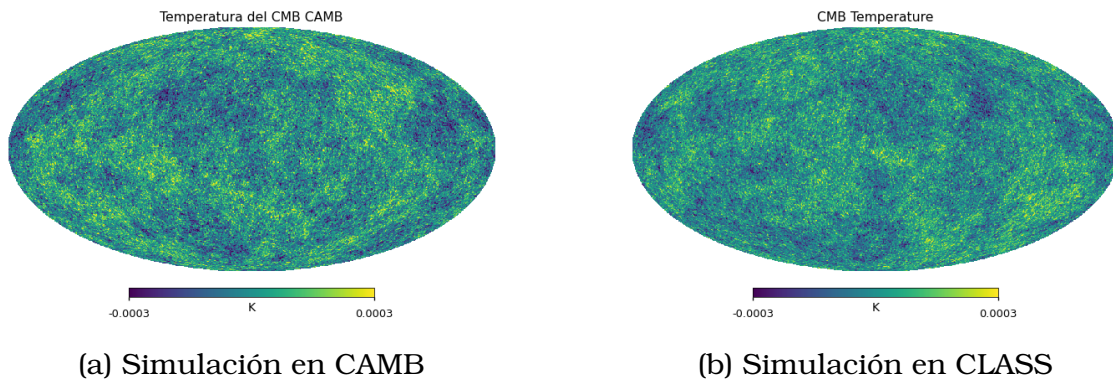 Temperatura del CMB CAMB
CMB Temperature
-0.0003 K 0.0003
-0.0003 K 0.0003
(a) Simulación en CAMB
(b) Simulación en CLASS